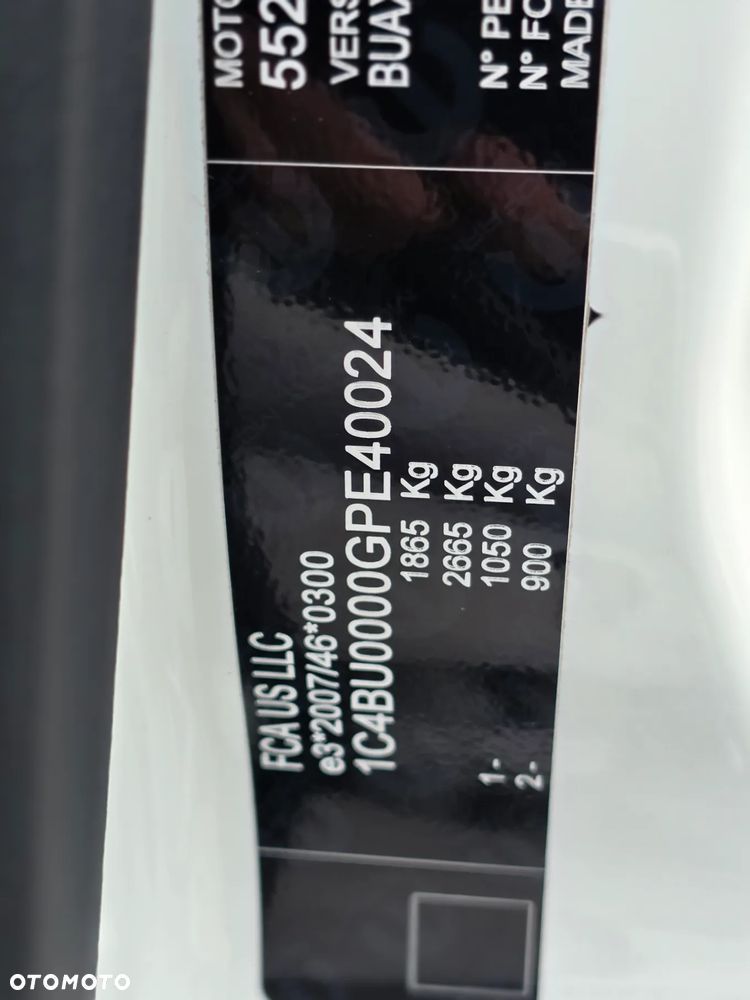 FCA US LLC
e3*2007/46*0300
1C4BU0000GPE40024
1865 Kg
2665 Kg
1- 1050 Kg
2- 900 Kg
MOTO
552
VERS
BUAX
N° PE
N° FO
MADE
OTOMOTO